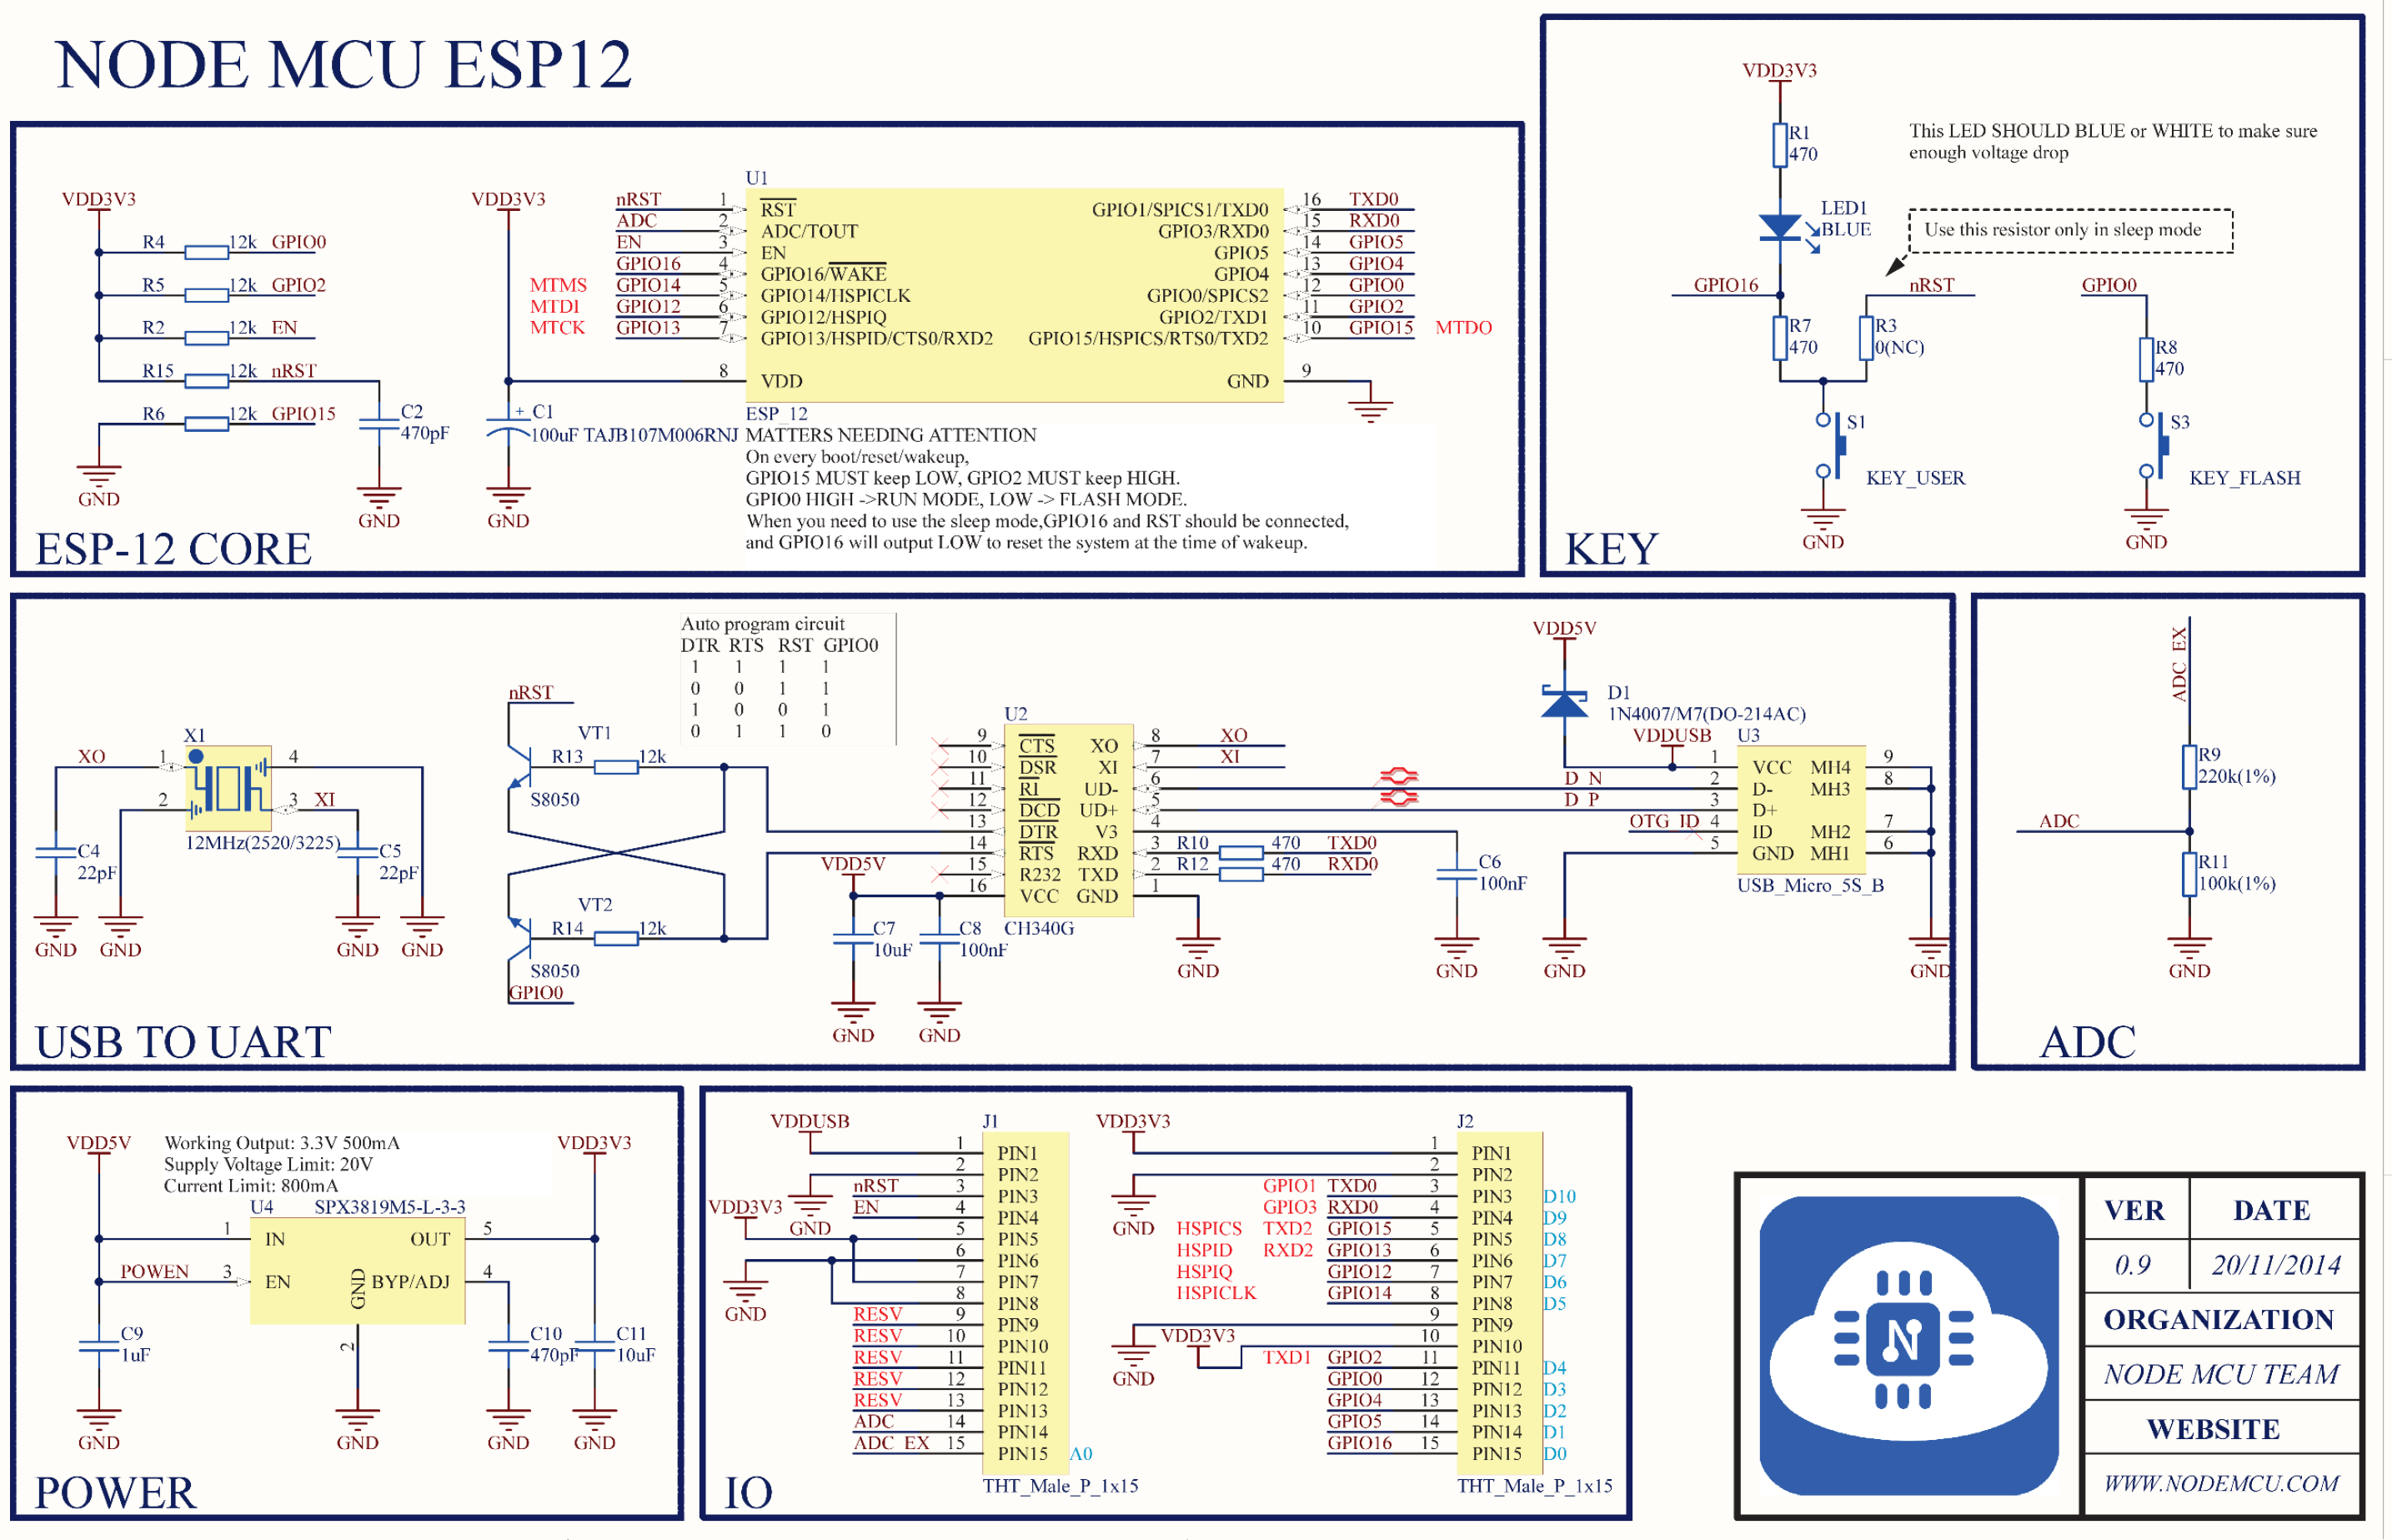 NODE MCU ESP12
VDD3V3
R4 12k GPIO0
R5 12k GPIO2
R2 12k EN
R15 12k nRST
R6 12k GPIO15
C2
470pF
GND
GND
VDD3V3
C1
100uF TAJB107M006RNJ
GND
U1
nRST 1 RST
ADC 2 ADC/TOUT
EN 3 EN
GPIO16 4 GPIO16/WAKE
MTMS GPIO14 5 GPIO14/HSPICLK
MTDI GPIO12 6 GPIO12/HSPIQ
MTCK GPIO13 7 GPIO13/HSPID/CTS0/RXD2
8 VDD
GPIO1/SPICS1/TXD0 16 TXD0
GPIO3/RXD0 15 RXD0
GPIO5 14 GPIO5
GPIO4 13 GPIO4
GPIO0/SPICS2 12 GPIO0
GPIO2/TXD1 11 GPIO2
GPIO15/HSPICS/RTS0/TXD2 10 GPIO15 MTDO
GND 9
ESP_12
MATTERS NEEDING ATTENTION
On every boot/reset/wakeup,
GPIO15 MUST keep LOW, GPIO2 MUST keep HIGH.
GPIO0 HIGH ->RUN MODE, LOW -> FLASH MODE.
When you need to use the sleep mode,GPIO16 and RST should be connected,
and GPIO16 will output LOW to reset the system at the time of wakeup.
ESP-12 CORE
VDD3V3
R1
470
This LED SHOULD BLUE or WHITE to make sure
enough voltage drop
LED1
BLUE
Use this resistor only in sleep mode
GPIO16
nRST
GPIO0
R7
470
R3
0(NC)
R8
470
S1
KEY_USER
S3
KEY_FLASH
GND
GND
KEY
Auto program circuit
DTR RTS RST GPIO0
1 1 1 1
0 0 1 1
1 0 0 1
0 1 1 0
X1
XO 1
2
4
3 XI
12MHz(2520/3225)
C4
22pF
C5
22pF
GND
GND
GND
GND
nRST
VT1
R13 12k
S8050
VT2
R14 12k
S8050
GPIO0
U2
9 CTS
10 DSR
11 RI
12 DCD
13 DTR
14 RTS
15 R232
16 VCC
XO 8 XO
XI 7 XI
UD- 6
UD+ 5
V3 4
RXD 3 R10 470 TXD0
TXD 2 R12 470 RXD0
GND 1
CH340G
VDD5V
C7
10uF
C8
100nF
GND
GND
GND
C6
100nF
GND
VDD5V
D1
1N4007/M7(DO-214AC)
VDDUSB
U3
1 VCC
D_N 2 D-
D_P 3 D+
OTG_ID 4 ID
5 GND
MH4 9
MH3 8
MH2 7
MH1 6
USB_Micro_5S_B
GND
GND
USB TO UART
ADC_EX
R9
220k(1%)
ADC
R11
100k(1%)
GND
ADC
VDD5V
Working Output: 3.3V 500mA
Supply Voltage Limit: 20V
Current Limit: 800mA
VDD3V3
U4 SPX3819M5-L-3-3
1 IN
OUT 5
POWEN 3 EN
GND
BYP/ADJ 4
2
C9
1uF
C10
470pF
C11
10uF
GND
GND
GND
GND
POWER
VDDUSB
J1
1 PIN1
2 PIN2
nRST 3 PIN3
VDD3V3
GND
EN 4 PIN4
5 PIN5
6 PIN6
7 PIN7
8 PIN8
GND
RESV 9 PIN9
RESV 10 PIN10
RESV 11 PIN11
RESV 12 PIN12
RESV 13 PIN13
ADC 14 PIN14
ADC_EX 15 PIN15 A0
THT_Male_P_1x15
VDD3V3
J2
1 PIN1
2 PIN2
GPIO1 TXD0 3 PIN3 D10
GPIO3 RXD0 4 PIN4 D9
GND
HSPICS TXD2 GPIO15 5 PIN5 D8
HSPID RXD2 GPIO13 6 PIN6 D7
HSPIQ GPIO12 7 PIN7 D6
HSPICLK GPIO14 8 PIN8 D5
9 PIN9
VDD3V3 10 PIN10
GND
TXD1 GPIO2 11 PIN11 D4
GPIO0 12 PIN12 D3
GPIO4 13 PIN13 D2
GPIO5 14 PIN14 D1
GPIO16 15 PIN15 D0
THT_Male_P_1x15
IO
N
VER DATE
0.9 20/11/2014
ORGANIZATION
NODE MCU TEAM
WEBSITE
WWW.NODEMCU.COM